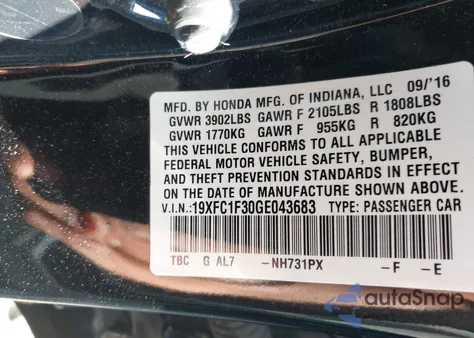 MFD. BY HONDA MFG. OF INDIANA, LLC 09/'16
GVWR 3902LBS GAWR F 2105LBS R 1808LBS
GVWR 1770KG GAWR F 955KG R 820KG
THIS VEHICLE CONFORMS TO ALL APPLICABLE
FEDERAL MOTOR VEHICLE SAFETY, BUMPER,
AND THEFT PREVENTION STANDARDS IN EFFECT
ON THE DATE OF MANUFACTURE SHOWN ABOVE.
V.I.N.:19XFC1F30GE043683 TYPE: PASSENGER CAR
TBC G AL7 -NH731PX -F -E
autoSnap